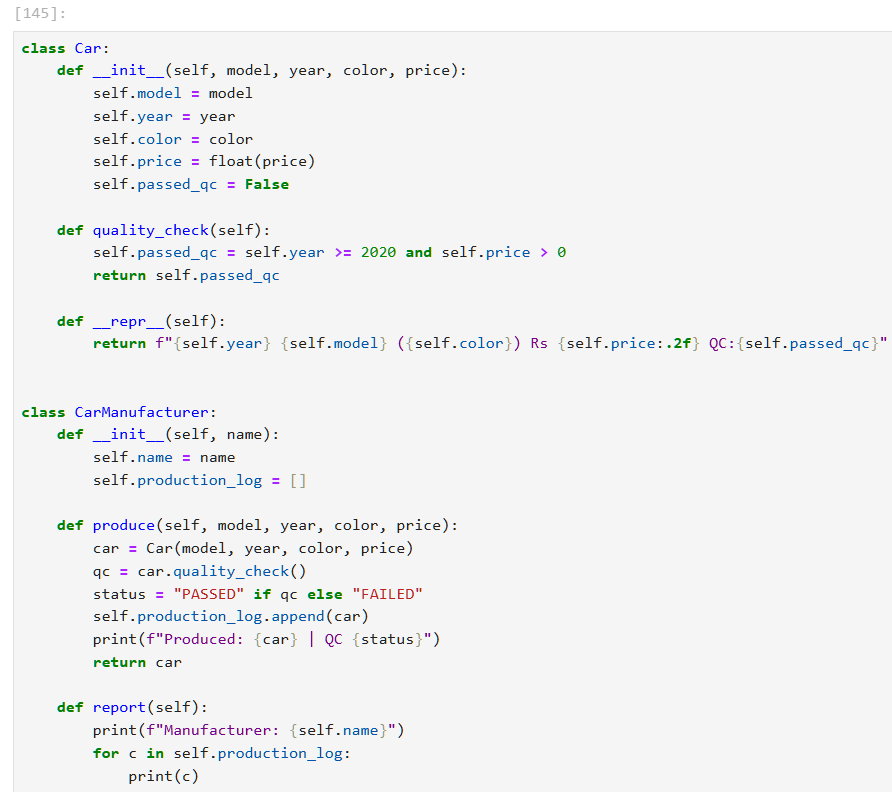 [145]:
class Car:
    def __init__(self, model, year, color, price):
        self.model = model
        self.year = year
        self.color = color
        self.price = float(price)
        self.passed_qc = False

    def quality_check(self):
        self.passed_qc = self.year >= 2020 and self.price > 0
        return self.passed_qc

    def __repr__(self):
        return f"{self.year} {self.model} ({self.color}) Rs {self.price:.2f} QC:{self.passed_qc}"


class CarManufacturer:
    def __init__(self, name):
        self.name = name
        self.production_log = []

    def produce(self, model, year, color, price):
        car = Car(model, year, color, price)
        qc = car.quality_check()
        status = "PASSED" if qc else "FAILED"
        self.production_log.append(car)
        print(f"Produced: {car} | QC {status}")
        return car

    def report(self):
        print(f"Manufacturer: {self.name}")
        for c in self.production_log:
            print(c)